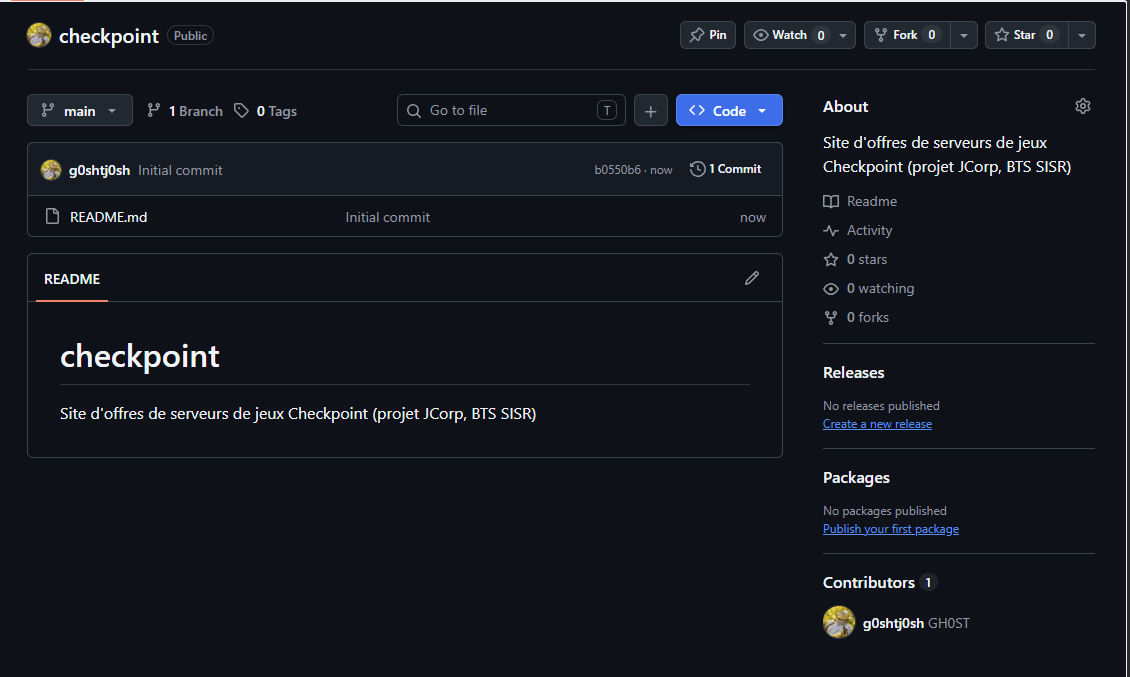 checkpoint Public Pin Watch 0 Fork 0 Star 0
main 1 Branch 0 Tags Go to file T + Code
g0shtj0sh Initial commit b0550b6 · now 1 Commit
README.md Initial commit now
README
checkpoint
Site d'offres de serveurs de jeux Checkpoint (projet JCorp, BTS SISR)
About
Site d'offres de serveurs de jeux
Checkpoint (projet JCorp, BTS SISR)
Readme
Activity
0 stars
0 watching
0 forks
Releases
No releases published
Create a new release
Packages
No packages published
Publish your first package
Contributors 1
g0shtj0sh GH0ST